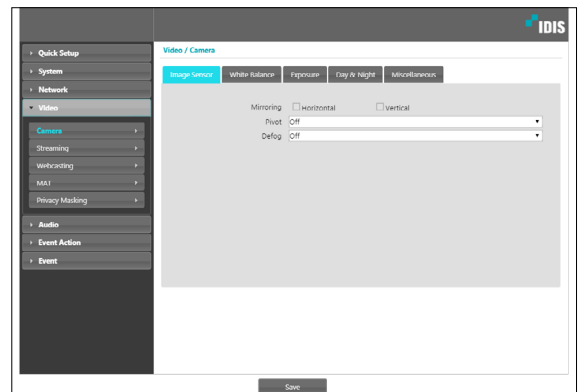 IDIS
Quick Setup
System
Network
Video
Camera
Streaming
Webcasting
MAT
Privacy Masking
Audio
Event Action
Event
Video / Camera
Image Sensor White Balance Exposure Day & Night Miscellaneous
Mirroring Horizontal Vertical
Pivot Off
Defog Off
Save